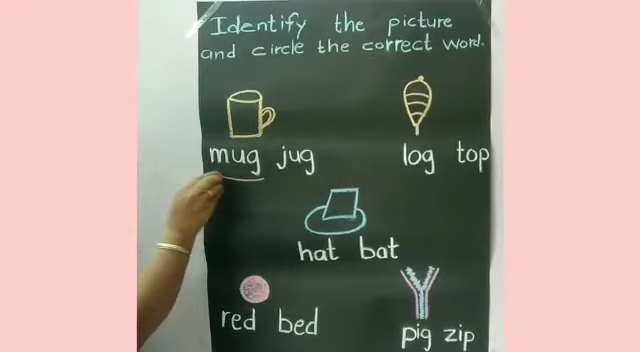 Identify the picture
and circle the correct word.
mug jug
log top
hat bat
red bed
pig zip